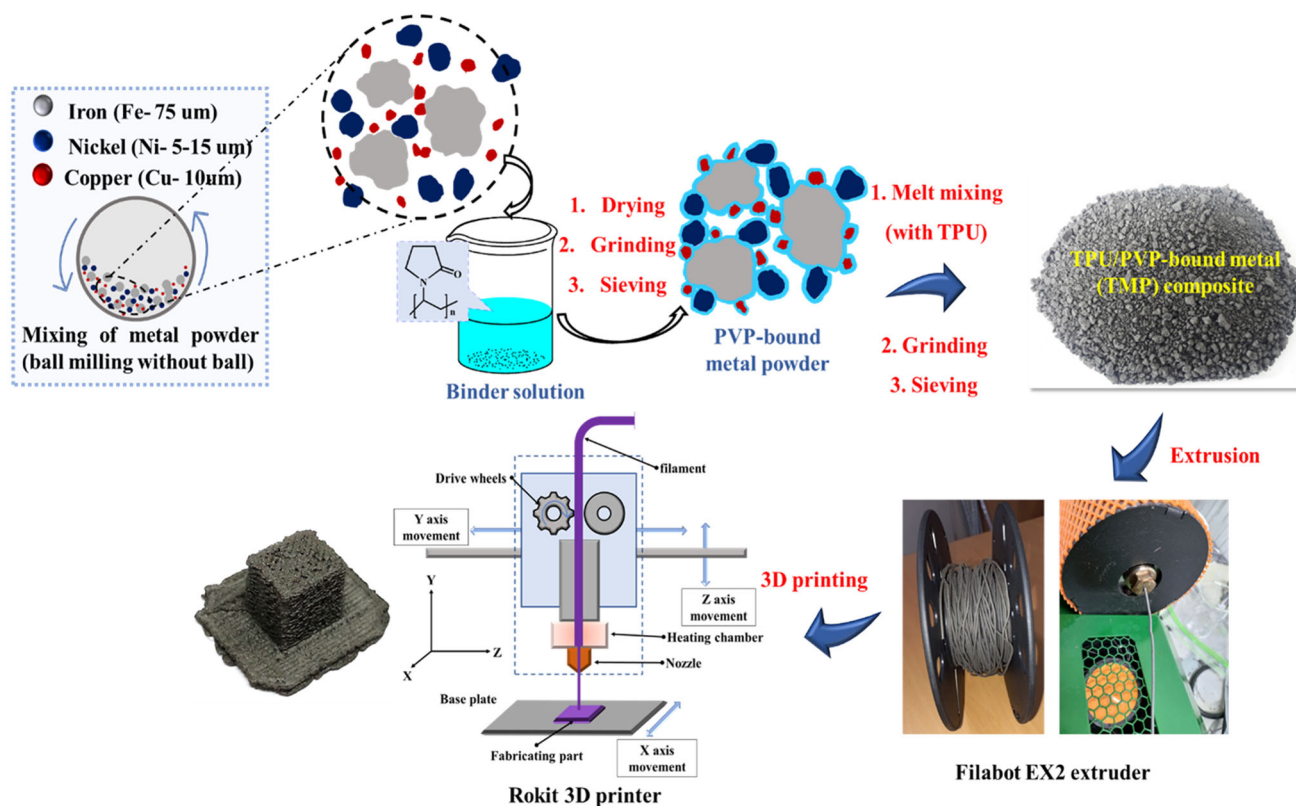 Iron (Fe- 75 um)
Nickel (Ni- 5-15 um)
Copper (Cu- 10um)
Mixing of metal powder
(ball milling without ball)
N
O
n
Binder solution
1. Drying
2. Grinding
3. Sieving
PVP-bound
metal powder
1. Melt mixing
(with TPU)
2. Grinding
3. Sieving
TPU/PVP-bound metal
(TMP) composite
Extrusion
Filabot EX2 extruder
3D printing
filament
Drive wheels
Y axis
movement
Z axis
movement
Heating chamber
Nozzle
Y
Z
X
Base plate
Fabricating part
X axis
movement
Rokit 3D printer